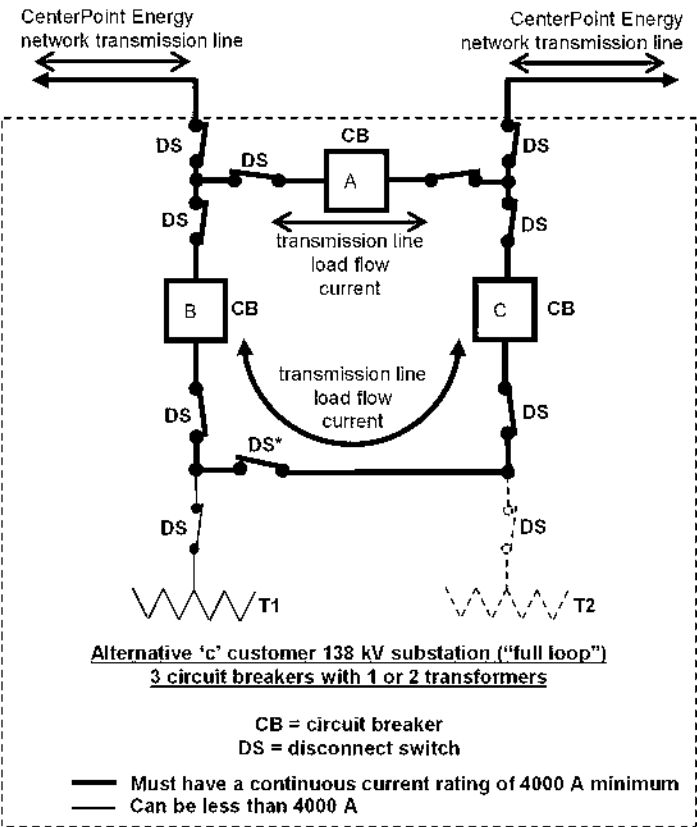 CenterPoint Energy
network transmission line
CenterPoint Energy
network transmission line
DS
DS
CB
A
DS
DS
transmission line
load flow
current
DS
B
CB
C
CB
transmission line
load flow
current
DS
DS
DS*
DS
DS
T1
T2
Alternative ‘c’ customer 138 kV substation (“full loop”)
3 circuit breakers with 1 or 2 transformers
CB = circuit breaker
DS = disconnect switch
Must have a continuous current rating of 4000 A minimum
Can be less than 4000 A